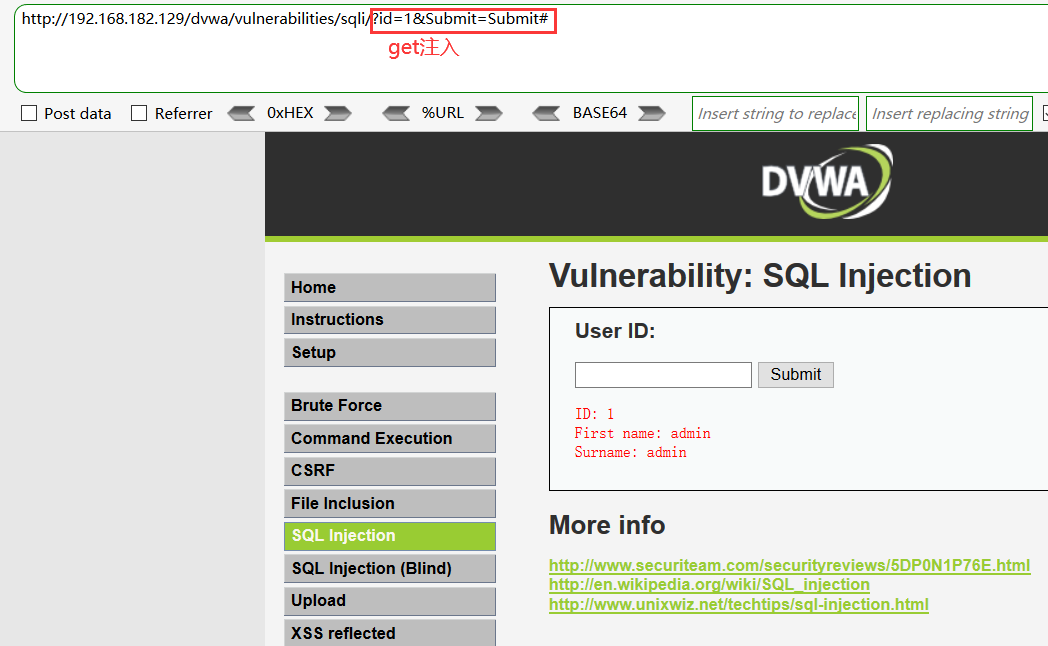 http://192.168.182.129/dvwa/vulnerabilities/sqli/?id=1&Submit=Submit#
get注入
Post data Referrer 0xHEX %URL BASE64 Insert string to replace Insert replacing string
DVWA
Home
Instructions
Setup
Brute Force
Command Execution
CSRF
File Inclusion
SQL Injection
SQL Injection (Blind)
Upload
XSS reflected
Vulnerability: SQL Injection
User ID:
Submit
ID: 1
First name: admin
Surname: admin
More info
http://www.securiteam.com/securityreviews/5DP0N1P76E.html
http://en.wikipedia.org/wiki/SQL_injection
http://www.unixwiz.net/techtips/sql-injection.html